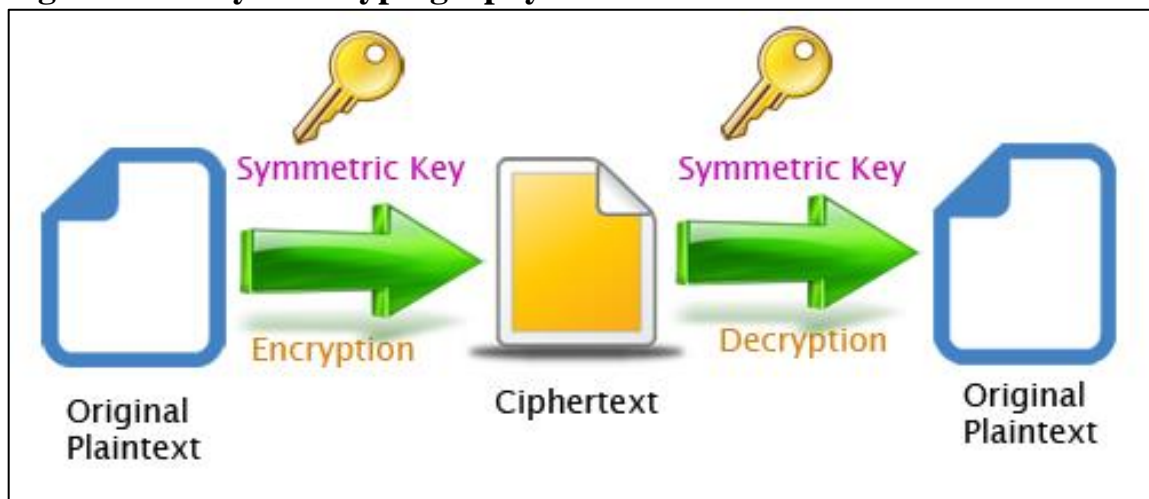 Symmetric Key
Symmetric Key
Encryption
Decryption
Ciphertext
Original
Plaintext
Original
Plaintext